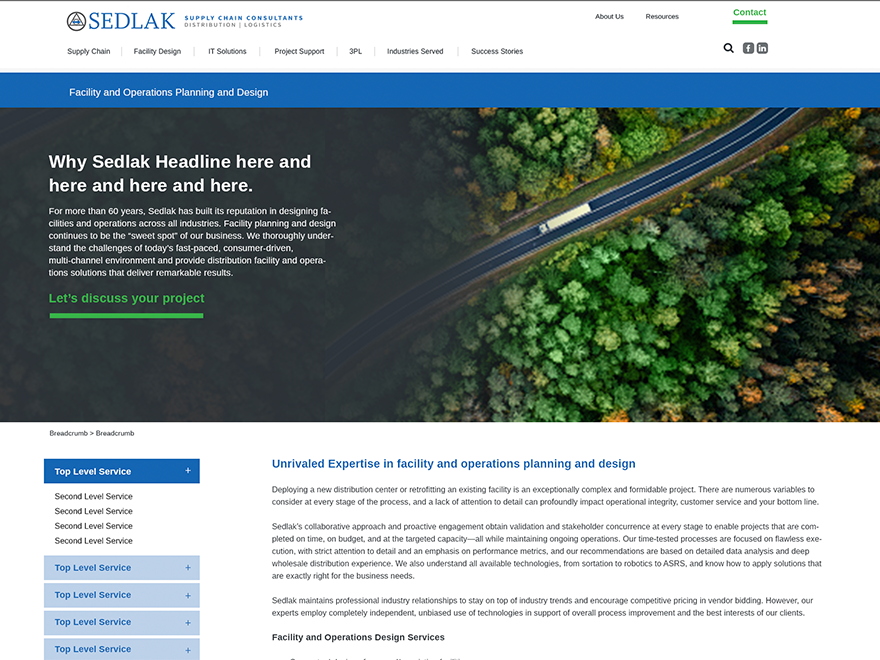 SEDLAK SUPPLY CHAIN CONSULTANTS
DISTRIBUTION | LOGISTICS
About Us Resources Contact
Supply Chain | Facility Design | IT Solutions | Project Support | 3PL | Industries Served | Success Stories
Facility and Operations Planning and Design
Why Sedlak Headline here and
here and here and here.
For more than 60 years, Sedlak has built its reputation in designing fa-
cilities and operations across all industries. Facility planning and design
continues to be the “sweet spot” of our business. We thoroughly under-
stand the challenges of today’s fast-paced, consumer-driven,
multi-channel environment and provide distribution facility and opera-
tions solutions that deliver remarkable results.
Let’s discuss your project
Breadcrumb > Breadcrumb
Top Level Service +
Second Level Service
Second Level Service
Second Level Service
Second Level Service
Top Level Service +
Top Level Service +
Top Level Service +
Top Level Service +
Unrivaled Expertise in facility and operations planning and design
Deploying a new distribution center or retrofitting an existing facility is an exceptionally complex and formidable project. There are numerous variables to
consider at every stage of the process, and a lack of attention to detail can profoundly impact operational integrity, customer service and your bottom line.
Sedlak’s collaborative approach and proactive engagement obtain validation and stakeholder concurrence at every stage to enable projects that are com-
pleted on time, on budget, and at the targeted capacity—all while maintaining ongoing operations. Our time-tested processes are focused on flawless exe-
cution, with strict attention to detail and an emphasis on performance metrics, and our recommendations are based on detailed data analysis and deep
wholesale distribution experience. We also understand all available technologies, from sortation to robotics to ASRS, and know how to apply solutions that
are exactly right for the business needs.
Sedlak maintains professional industry relationships to stay on top of industry trends and encourage competitive pricing in vendor bidding. However, our
experts employ completely independent, unbiased use of technologies in support of overall process improvement and the best interests of our clients.
Facility and Operations Design Services